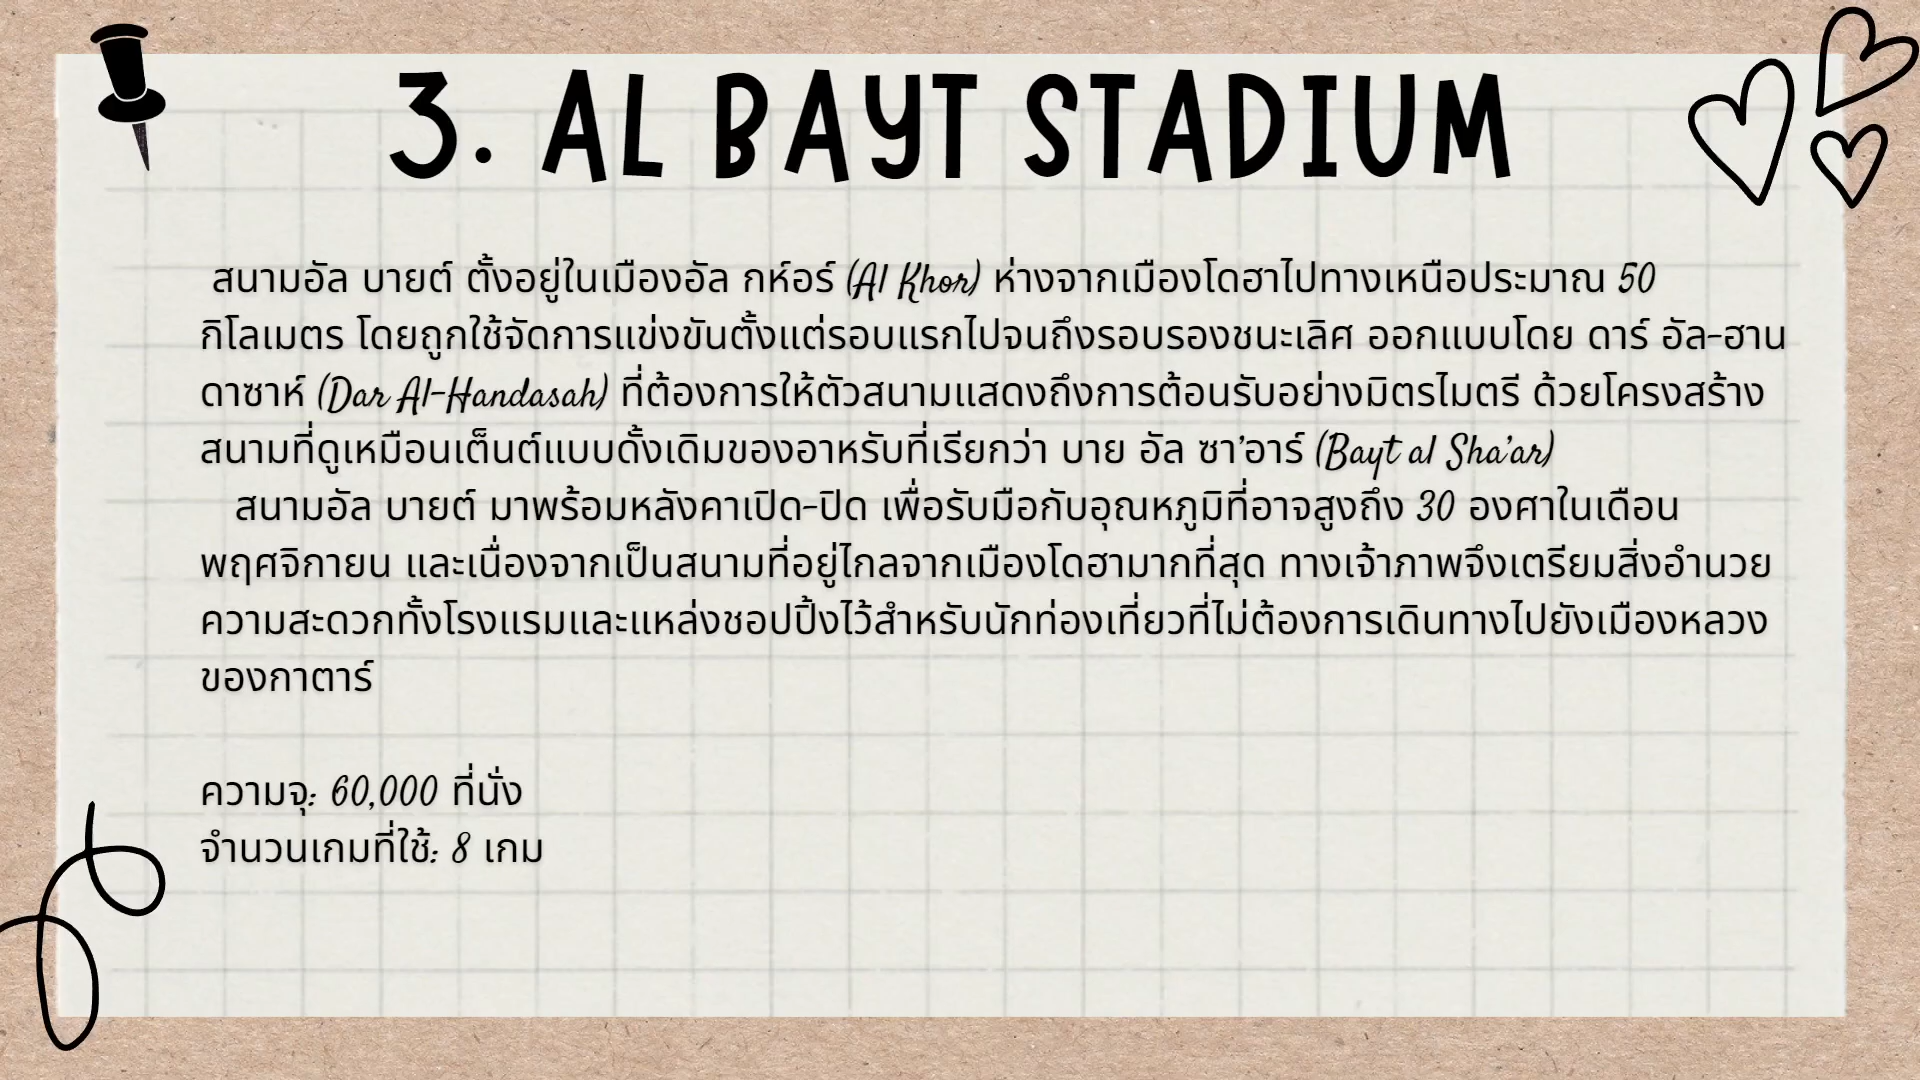 3. AL BAYT STADIUM
สนามอัล บายต์ ตั้งอยู่ในเมืองอัล กห์อร์ (Al Khor) ห่างจากเมืองโดฮาไปทางเหนือประมาณ 50
กิโลเมตร โดยถูกใช้จัดการแข่งขันตั้งแต่รอบแรกไปจนถึงรอบรองชนะเลิศ ออกแบบโดย ดาร์ อัล-ฮาน
ดาซาห์ (Dar Al-Handasah) ที่ต้องการให้ตัวสนามแสดงถึงการต้อนรับอย่างมิตรไมตรี ด้วยโครงสร้าง
สนามที่ดูเหมือนเต็นต์แบบดั้งเดิมของอาหรับที่เรียกว่า บาย อัล ซา’อาร์ (Bayt al Sha’ar)
สนามอัล บายต์ มาพร้อมหลังคาเปิด-ปิด เพื่อรับมือกับอุณหภูมิที่อาจสูงถึง 30 องศาในเดือน
พฤศจิกายน และเนื่องจากเป็นสนามที่อยู่ไกลจากเมืองโดฮามากที่สุด ทางเจ้าภาพจึงเตรียมสิ่งอำนวย
ความสะดวกทั้งโรงแรมและแหล่งชอปปิ้งไว้สำหรับนักท่องเที่ยวที่ไม่ต้องการเดินทางไปยังเมืองหลวง
ของกาตาร์
ความจุ: 60,000 ที่นั่ง
จำนวนเกมที่ใช้: 8 เกม